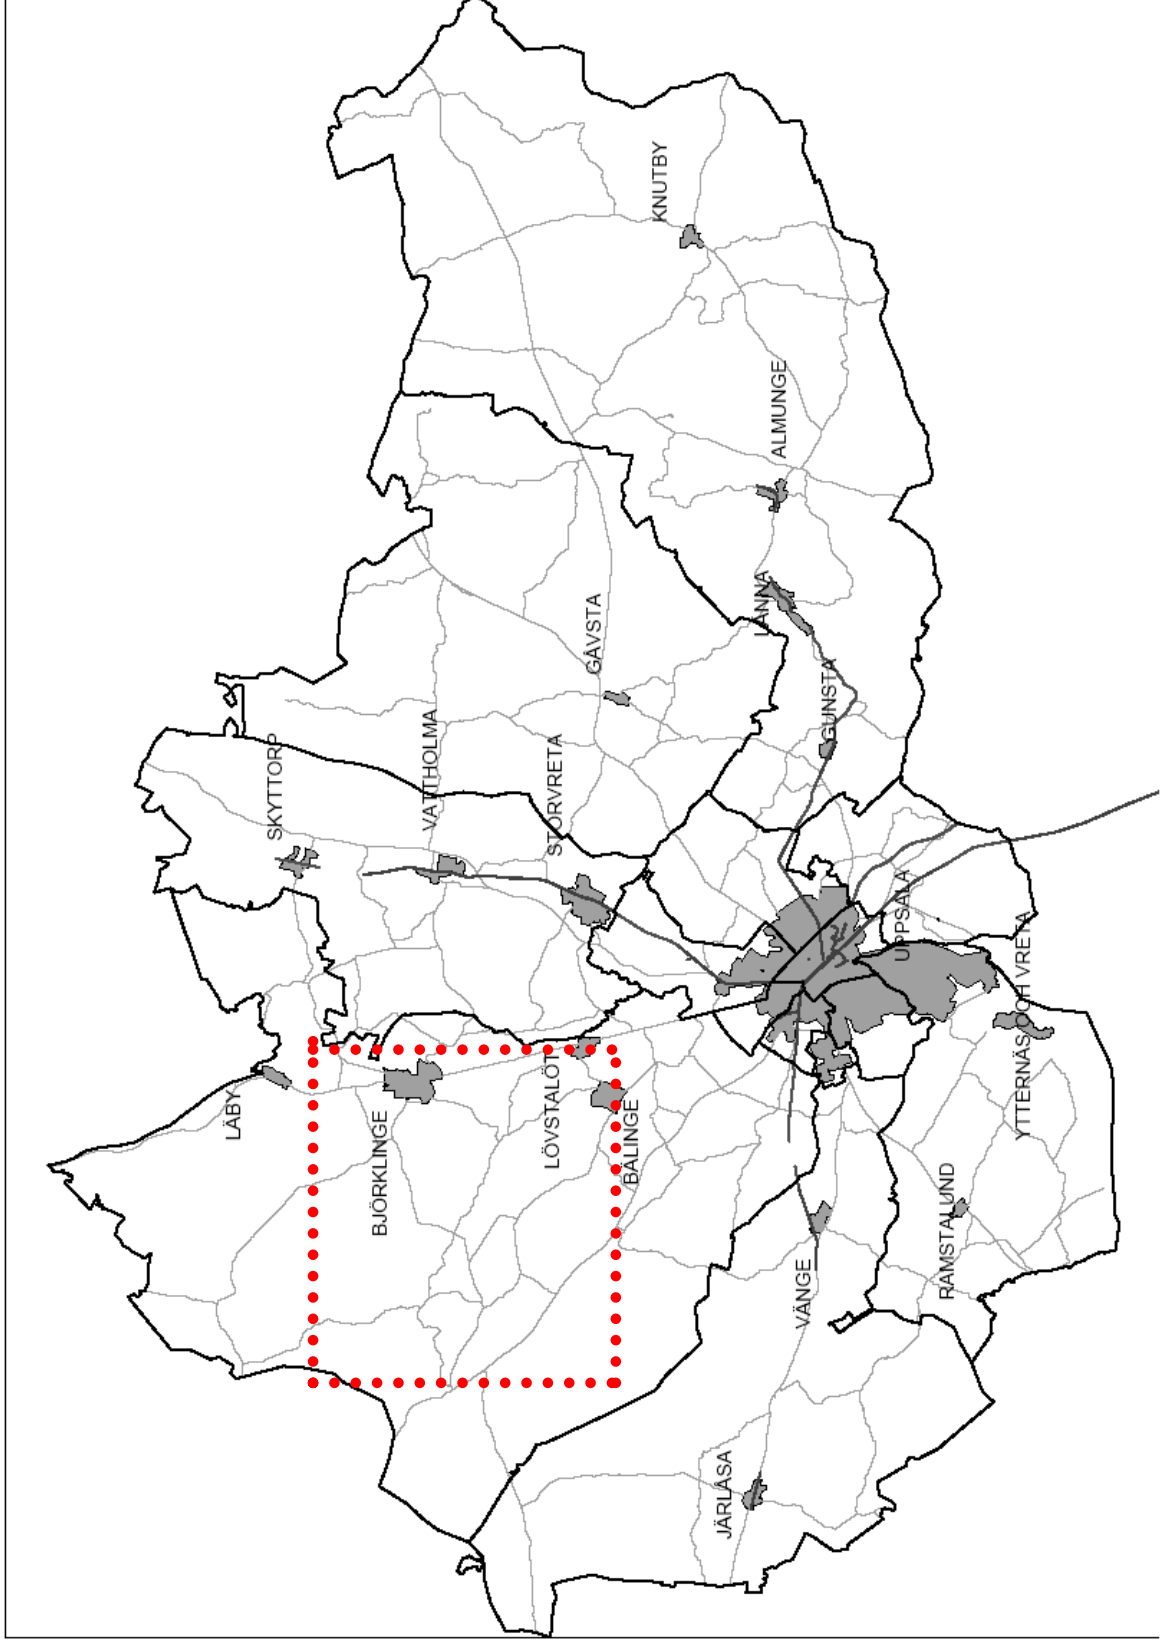 KNUTBY
ALMUNGE
LÄNNA
GÅVSTA
GUNSTA
SKYTTORP
VATTHOLMA
STORVRETA
UPPSALA
YTTERNÄS OCH VRETA
LÄBY
BJÖRKLINGE
LÖVSTALÖT
BÄLINGE
RAMSTALUND
VÄNGE
JÄRLÅSA